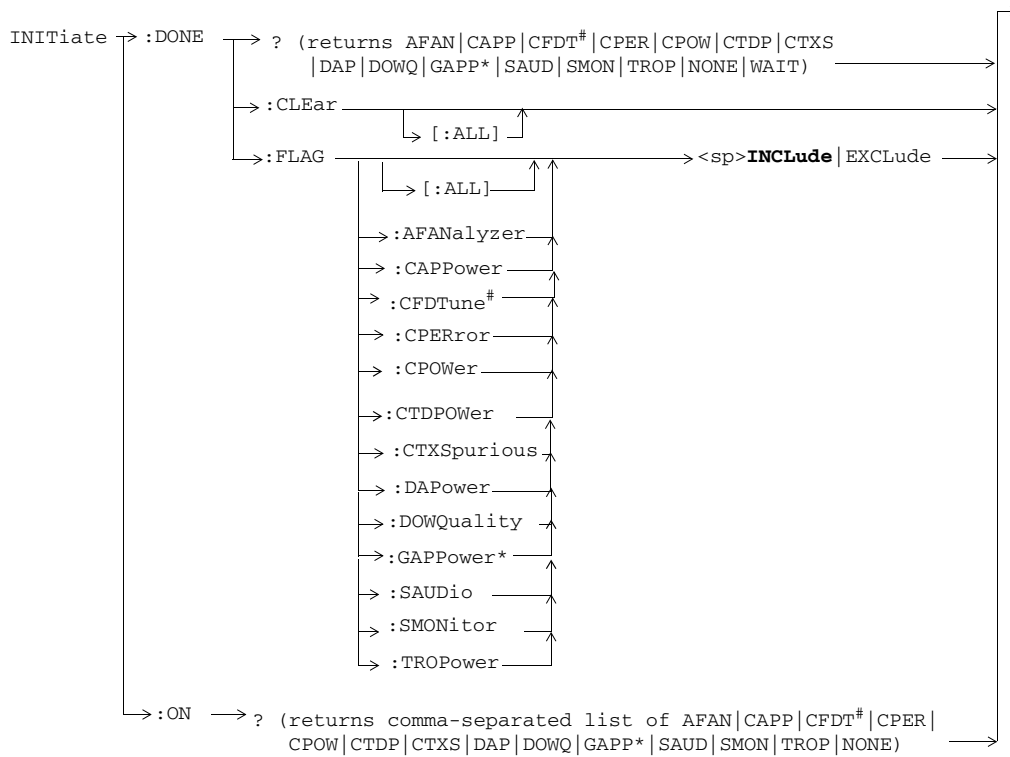 INITiate :DONE ? (returns AFAN|CAPP|CFDT#|CPER|CPOW|CTDP|CTXS
|DAP|DOWQ|GAPP*|SAUD|SMON|TROP|NONE|WAIT)
:CLEar
[:ALL]
:FLAG <sp>INCLude|EXCLude
[:ALL]
:AFANalyzer
:CAPPower
:CFDTune#
:CPERror
:CPOWer
:CTDPOWer
:CTXSpurious
:DAPower
:DOWQuality
:GAPPower*
:SAUDio
:SMONitor
:TROPower
:ON ? (returns comma-separated list of AFAN|CAPP|CFDT#|CPER|
CPOW|CTDP|CTXS|DAP|DOWQ|GAPP*|SAUD|SMON|TROP|NONE)